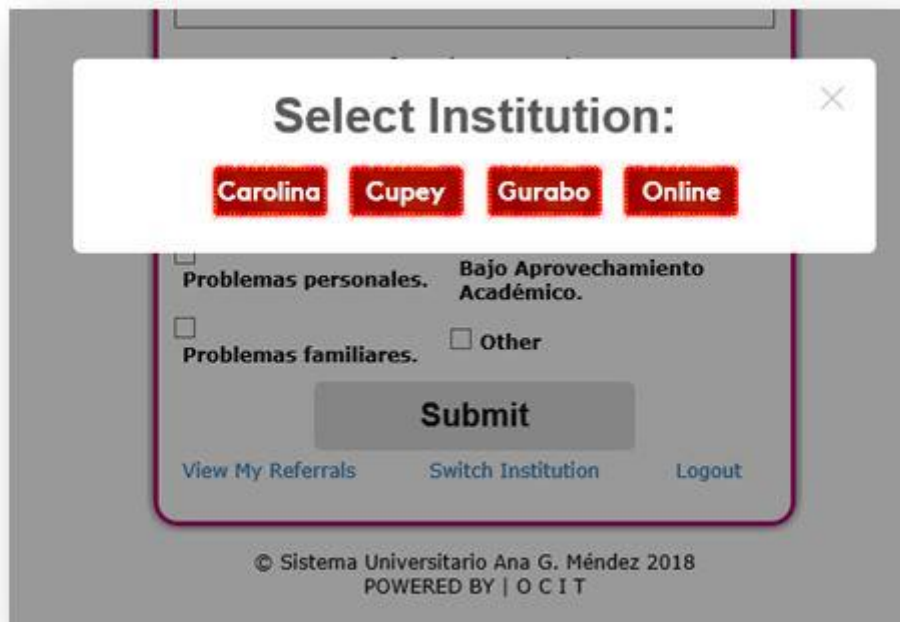 Select Institution:
Carolina Cupey Gurabo Online
Problemas personales.
Bajo Aprovechamiento
Académico.
Problemas familiares.
Other
Submit
View My Referrals Switch Institution Logout
© Sistema Universitario Ana G. Méndez 2018
POWERED BY | O C I T